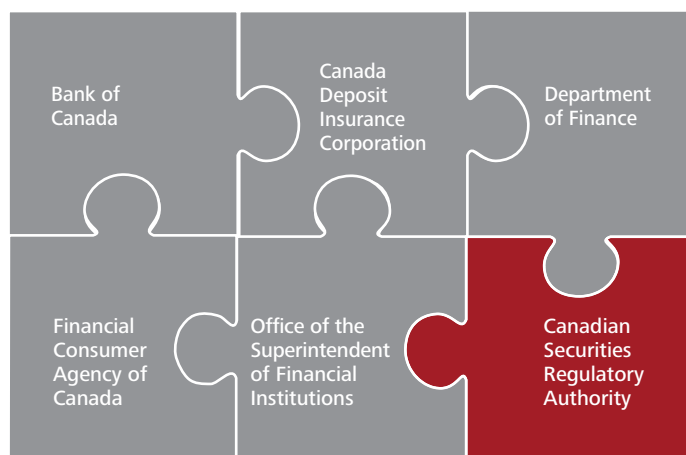 Bank of
Canada
Canada
Deposit
Insurance
Corporation
Department
of Finance
Financial
Consumer
Agency of
Canada
Office of the
Superintendent
of Financial
Institutions
Canadian
Securities
Regulatory
Authority